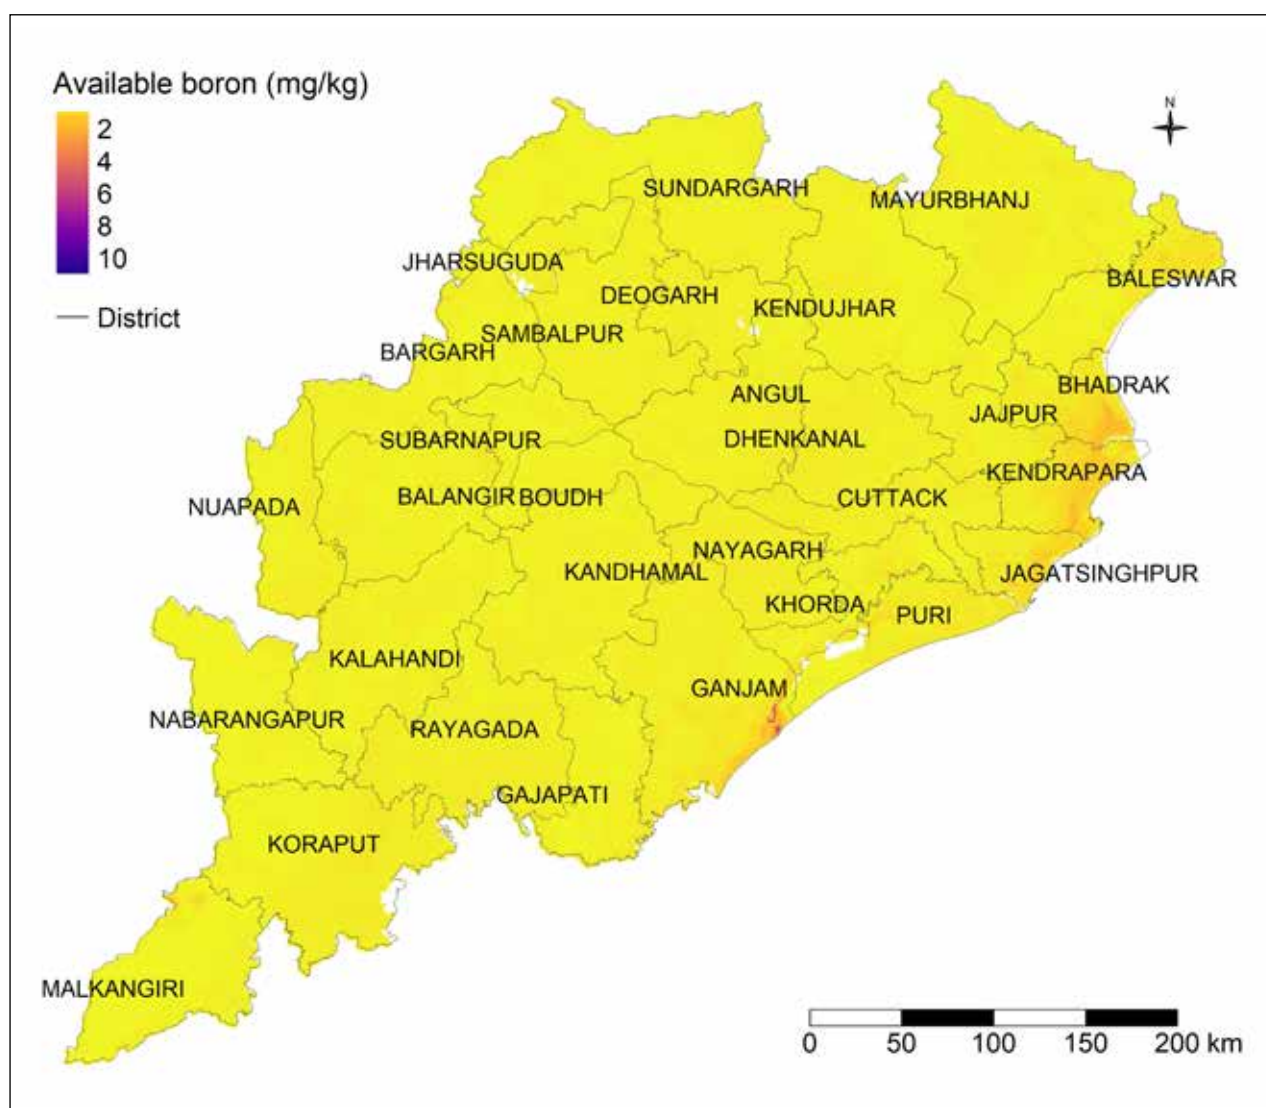 Available boron (mg/kg)
2
4
6
8
10
District
N
SUNDARGARH
MAYURBHANJ
JHARSUGUDA
BALESWAR
DEOGARH
KENDUJHAR
SAMBALPUR
BARGARH
BHADRAK
ANGUL
JAJPUR
SUBARNAPUR
DHENKANAL
KENDRAPARA
NUAPADA
BALANGIR
BOUDH
CUTTACK
NAYAGARH
KANDHAMAL
JAGATSINGHPUR
KHORDA
PURI
KALAHANDI
GANJAM
NABARANGAPUR
RAYAGADA
GAJAPATI
KORAPUT
MALKANGIRI
0 50 100 150 200 km